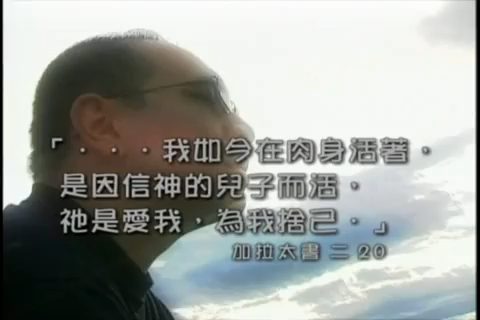 「···我如今在肉身活著，
是因信神的兒子而活，
祂是愛我，為我捨己·」
加拉太書 二 20